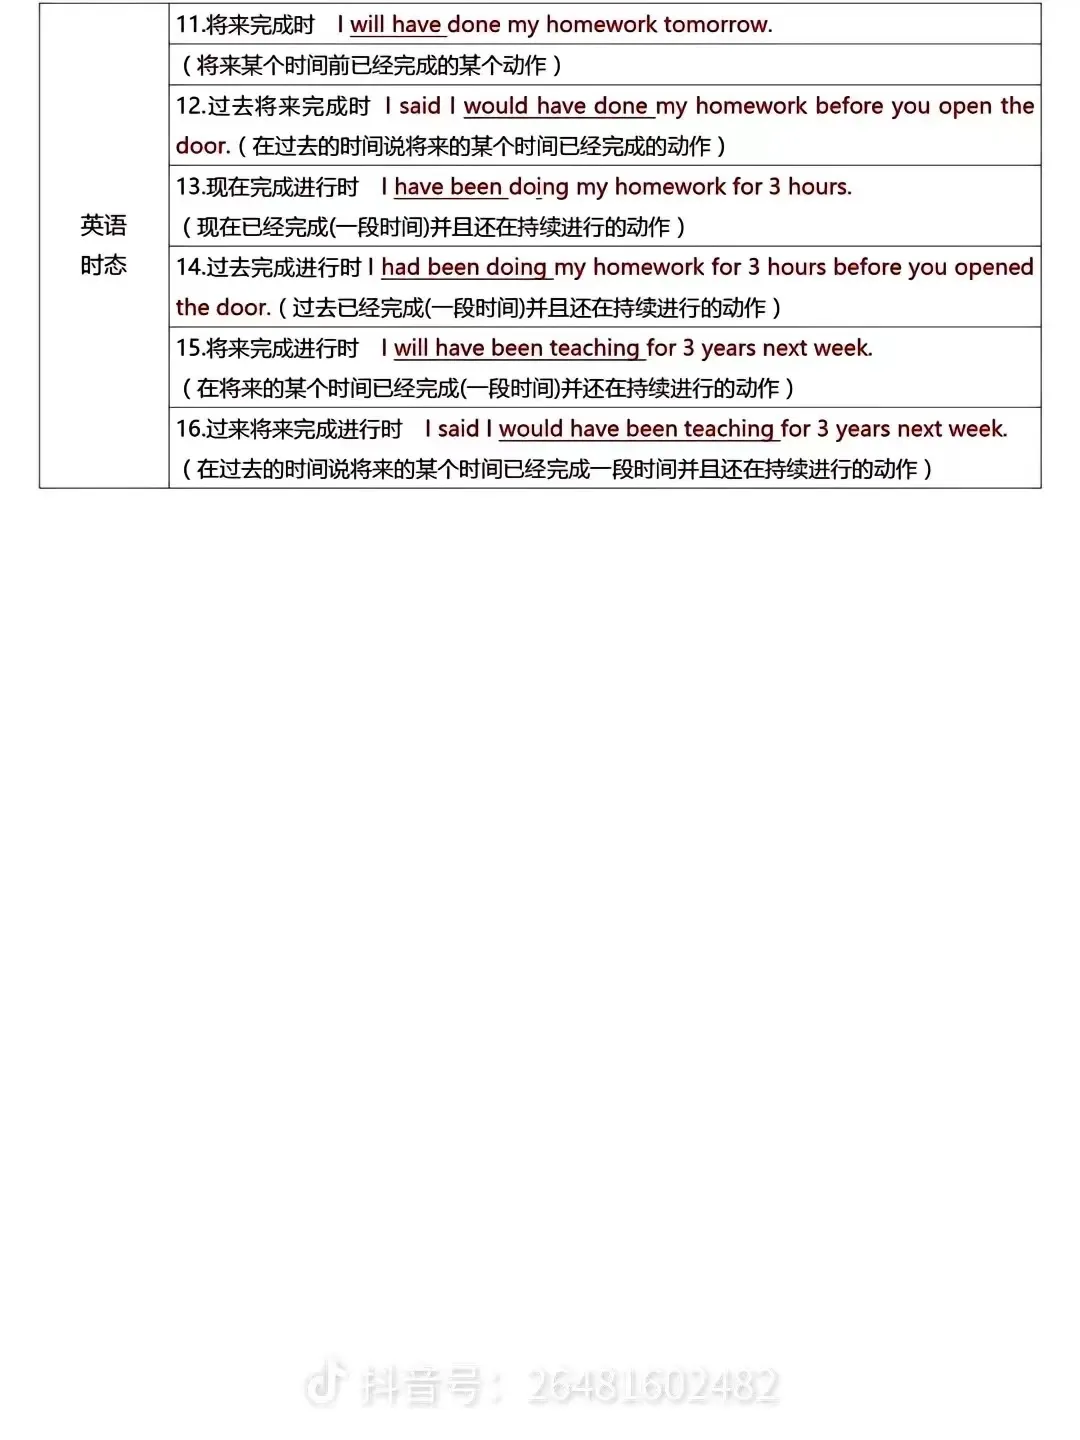 11.将来完成时 I will have done my homework tomorrow.
（将来某个时间前已经完成的某个动作）
12.过去将来完成时 I said I would have done my homework before you open the
door.（在过去的时间说将来的某个时间已经完成的动作）
13.现在完成进行时 I have been doing my homework for 3 hours.
（现在已经完成(一段时间)并且还在持续进行的动作）
英语
时态
14.过去完成进行时 I had been doing my homework for 3 hours before you opened
the door.（过去已经完成(一段时间)并且还在持续进行的动作）
15.将来完成进行时 I will have been teaching for 3 years next week.
（在将来的某个时间已经完成(一段时间)并还在持续进行的动作）
16.过来将来完成进行时 I said I would have been teaching for 3 years next week.
（在过去的时间说将来的某个时间已经完成一段时间并且还在持续进行的动作）
抖音号：26481602482